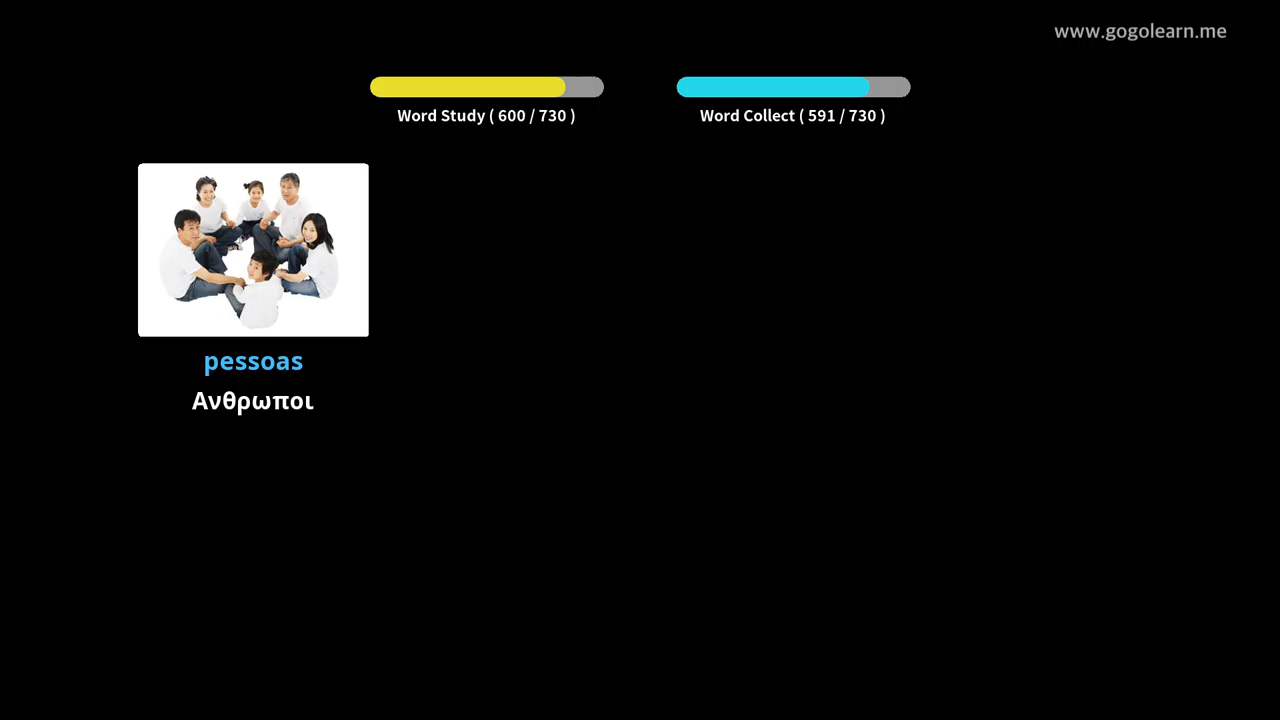 www.gogolearn.me
Word Study ( 600 / 730 )
Word Collect ( 591 / 730 )
pessoas
Ανθρωποι